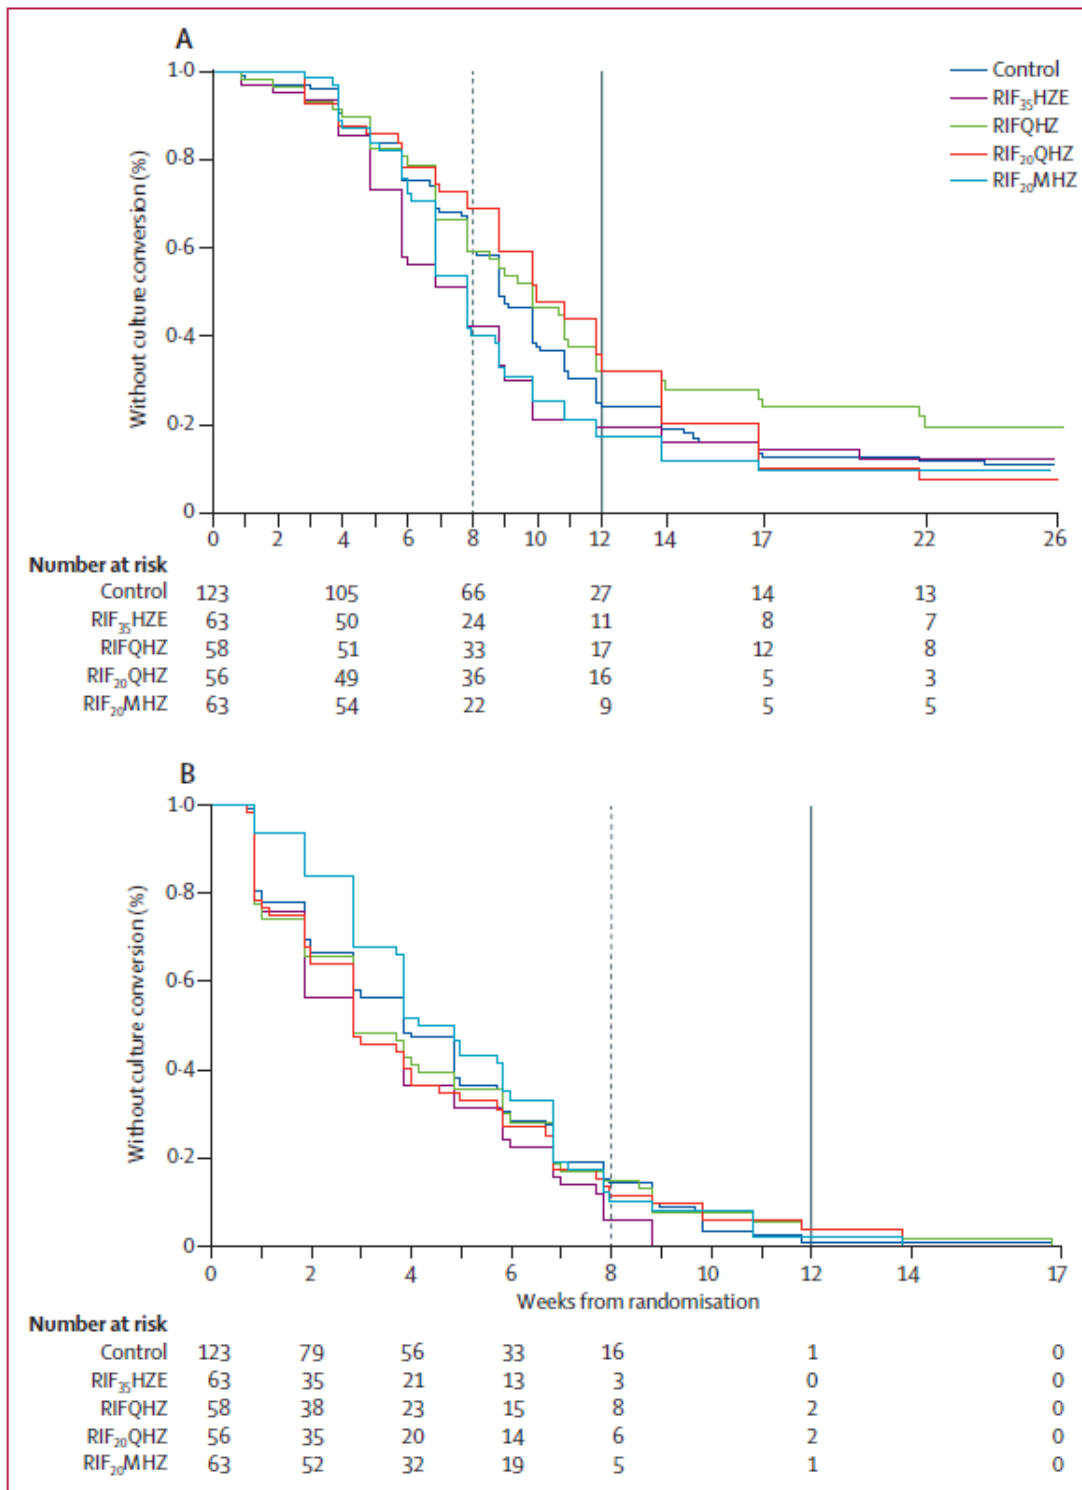 A
Without culture conversion (%)
1·0
0·8
0·6
0·4
0·2
0
0 2 4 6 8 10 12 14 17 22 26
Control
RIF35HZE
RIFQHZ
RIF20QHZ
RIF20MHZ
Number at risk
Control 123 105 66 27 14 13
RIF35HZE 63 50 24 11 8 7
RIFQHZ 58 51 33 17 12 8
RIF20QHZ 56 49 36 16 5 3
RIF20MHZ 63 54 22 9 5 5
B
Without culture conversion (%)
1·0
0·8
0·6
0·4
0·2
0
0 2 4 6 8 10 12 14 17
Weeks from randomisation
Number at risk
Control 123 79 56 33 16 1 0
RIF35HZE 63 35 21 13 3 0 0
RIFQHZ 58 38 23 15 8 2 0
RIF20QHZ 56 35 20 14 6 2 0
RIF20MHZ 63 52 32 19 5 1 0